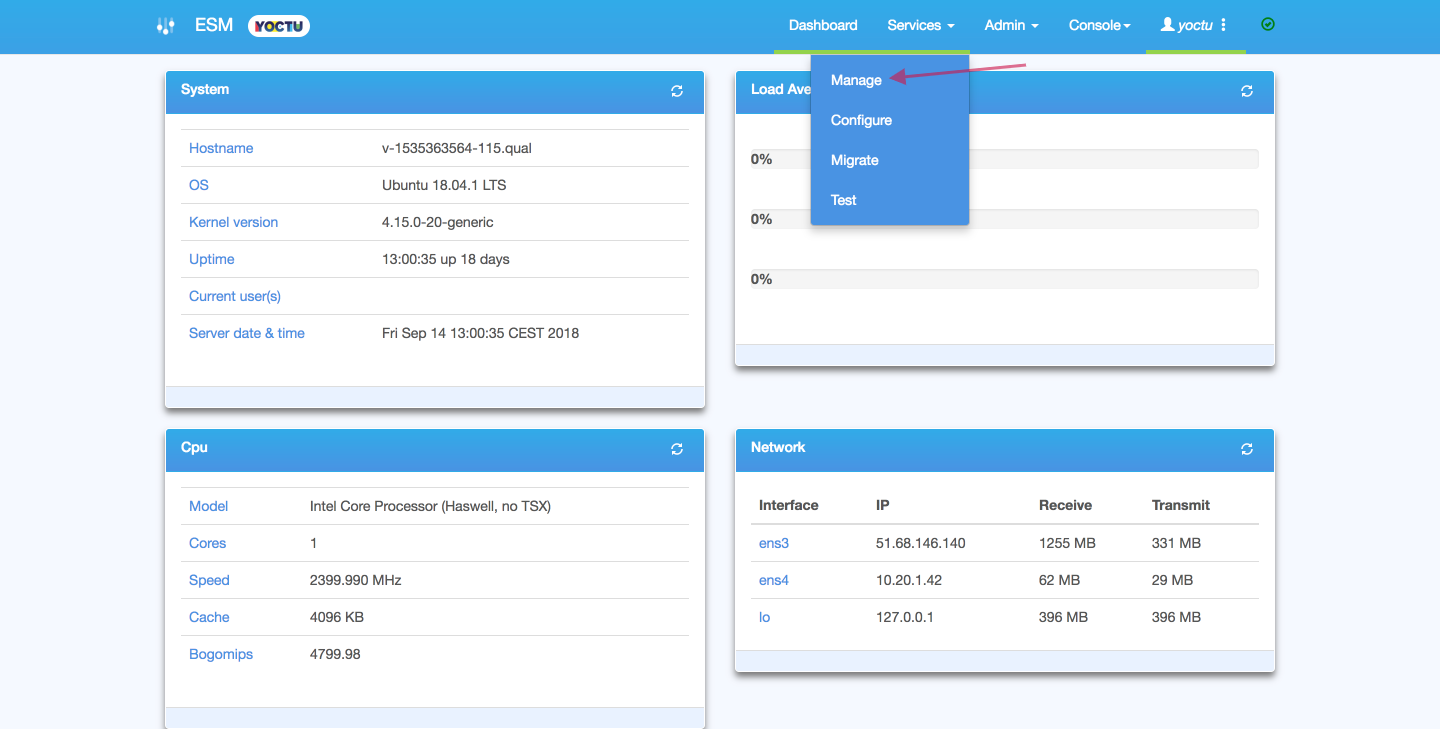 ESM YOCTU Dashboard Services Admin Console yoctu
Manage
Configure
Migrate
Test
System
Hostname v-1535363564-115.qual
OS Ubuntu 18.04.1 LTS
Kernel version 4.15.0-20-generic
Uptime 13:00:35 up 18 days
Current user(s)
Server date & time Fri Sep 14 13:00:35 CEST 2018
Load Ave
0%
0%
0%
Cpu
Model Intel Core Processor (Haswell, no TSX)
Cores 1
Speed 2399.990 MHz
Cache 4096 KB
Bogomips 4799.98
Network
Interface IP Receive Transmit
ens3 51.68.146.140 1255 MB 331 MB
ens4 10.20.1.42 62 MB 29 MB
lo 127.0.0.1 396 MB 396 MB